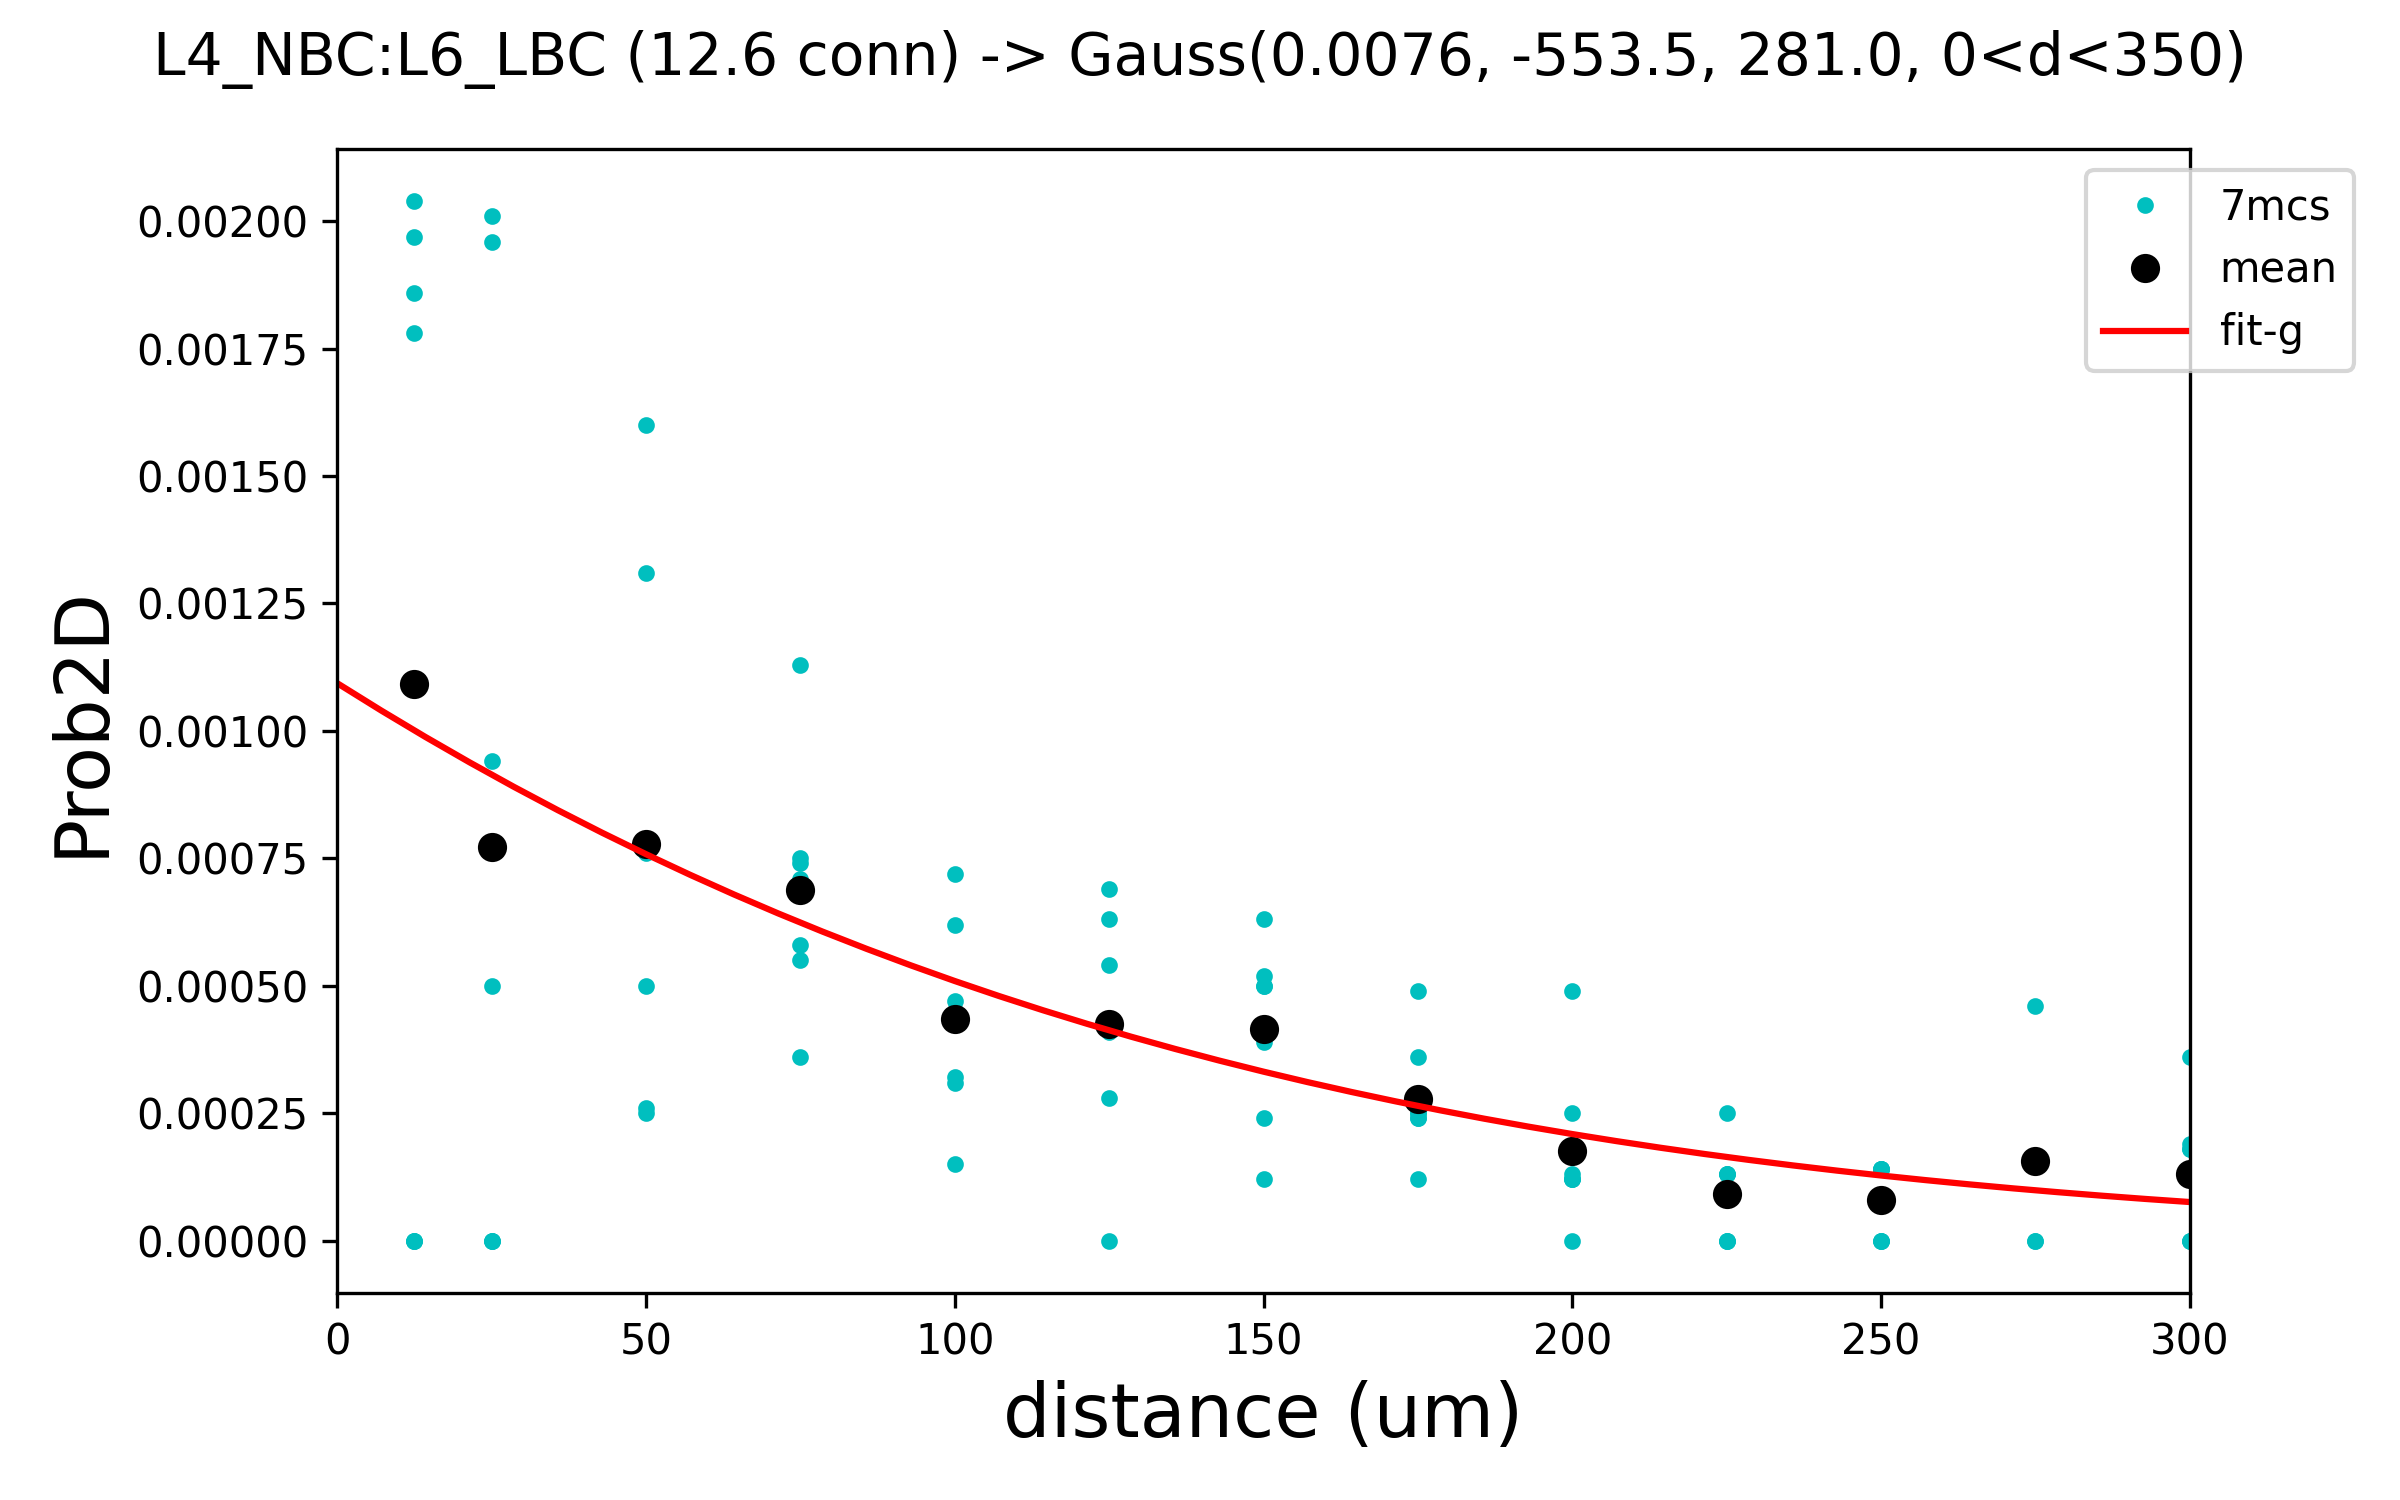 L4_NBC:L6_LBC (12.6 conn) -> Gauss(0.0076, -553.5, 281.0, 0<d<350)
7mcs
mean
fit-g
0.00200
0.00175
0.00150
0.00125
0.00100
0.00075
0.00050
0.00025
0.00000
Prob2D
0 50 100 150 200 250 300
distance (um)